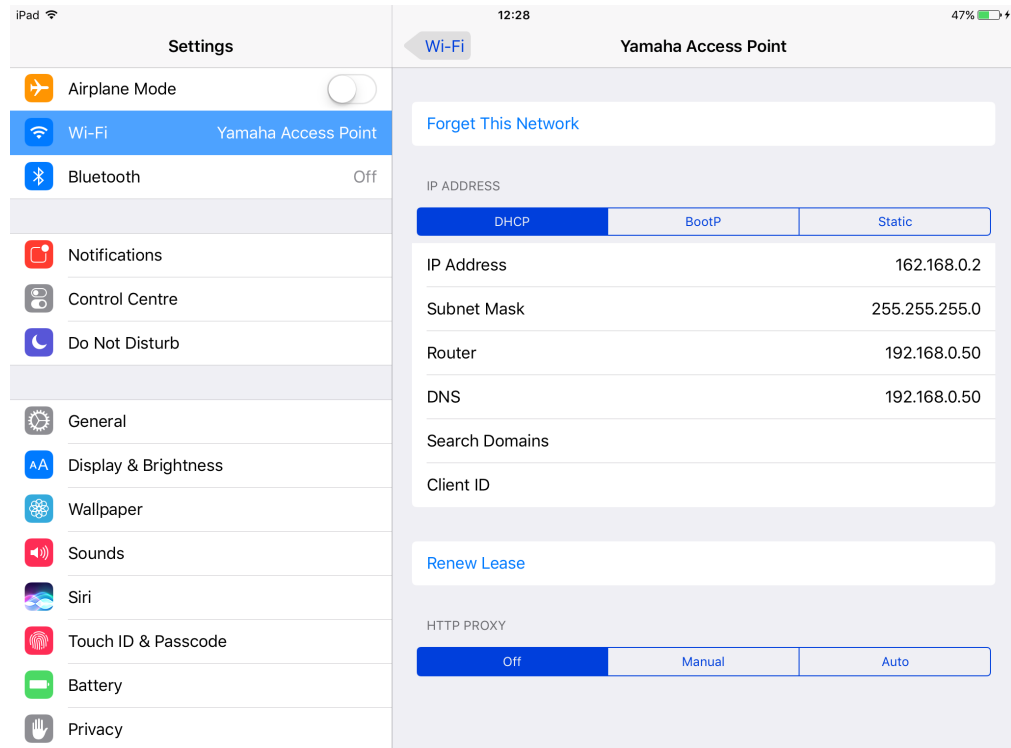 iPad 12:28 47%
Settings
Airplane Mode
Wi-Fi Yamaha Access Point
Bluetooth Off
Notifications
Control Centre
Do Not Disturb
General
AA Display & Brightness
Wallpaper
Sounds
Siri
Touch ID & Passcode
Battery
Privacy
Wi-Fi Yamaha Access Point
Forget This Network
IP ADDRESS
DHCP BootP Static
IP Address 162.168.0.2
Subnet Mask 255.255.255.0
Router 192.168.0.50
DNS 192.168.0.50
Search Domains
Client ID
Renew Lease
HTTP PROXY
Off Manual Auto